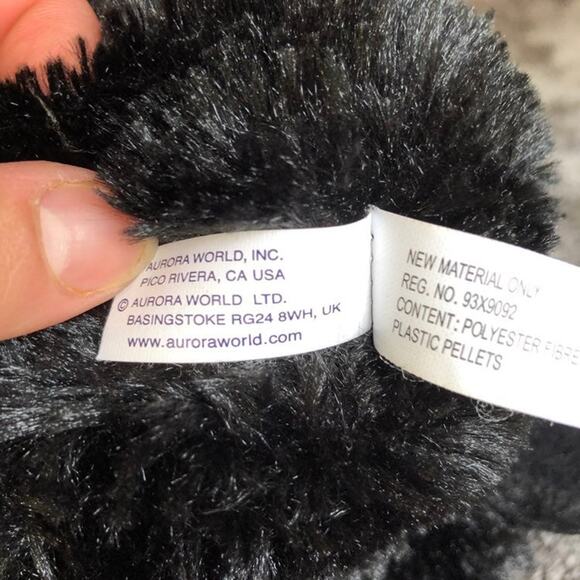 AURORA WORLD, INC.
PICO RIVERA, CA USA
© AURORA WORLD LTD.
BASINGSTOKE RG24 8WH, UK
www.auroraworld.com
NEW MATERIAL ONLY
REG. NO. 93X9092
CONTENT: POLYESTER FIBRE
PLASTIC PELLETS